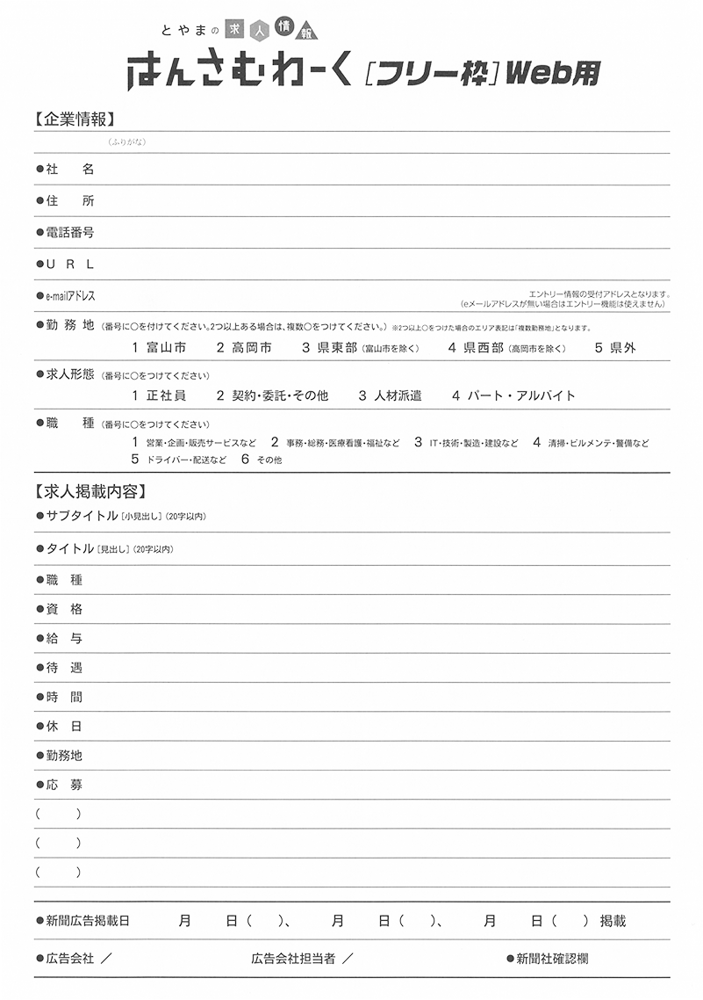 とやまの求人情報
はんさむわーく［フリー枠］Web用
【企業情報】
（ふりがな）
●社　名
●住　所
●電話番号
●U R L
●e-mailアドレス
エントリー情報の受付アドレスとなります。
（eメールアドレスが無い場合はエントリー機能は使えません）
●勤 務 地（番号に○を付けてください。2つ以上ある場合は、複数○をつけてください。）※2つ以上○をつけた場合のエリア表記は「複数勤務地」となります。
1 富山市　2 高岡市　3 県東部（富山市を除く）　4 県西部（高岡市を除く）　5 県外
●求人形態（番号に○をつけてください）
1 正社員　2 契約・委託・その他　3 人材派遣　4 パート・アルバイト
●職　種（番号に○をつけてください）
1 営業・企画・販売サービスなど　2 事務・総務・医療看護・福祉など　3 IT・技術・製造・建設など　4 清掃・ビルメンテ・警備など
5 ドライバー・配送など　6 その他
【求人掲載内容】
●サブタイトル［小見出し］（20字以内）
●タイトル［見出し］（20字以内）
●職　種
●資　格
●給　与
●待　遇
●時　間
●休　日
●勤務地
●応　募
（　　）
（　　）
（　　）
●新聞広告掲載日　月　日（　）、　月　日（　）、　月　日（　）掲載
●広告会社／　広告会社担当者／　●新聞社確認欄